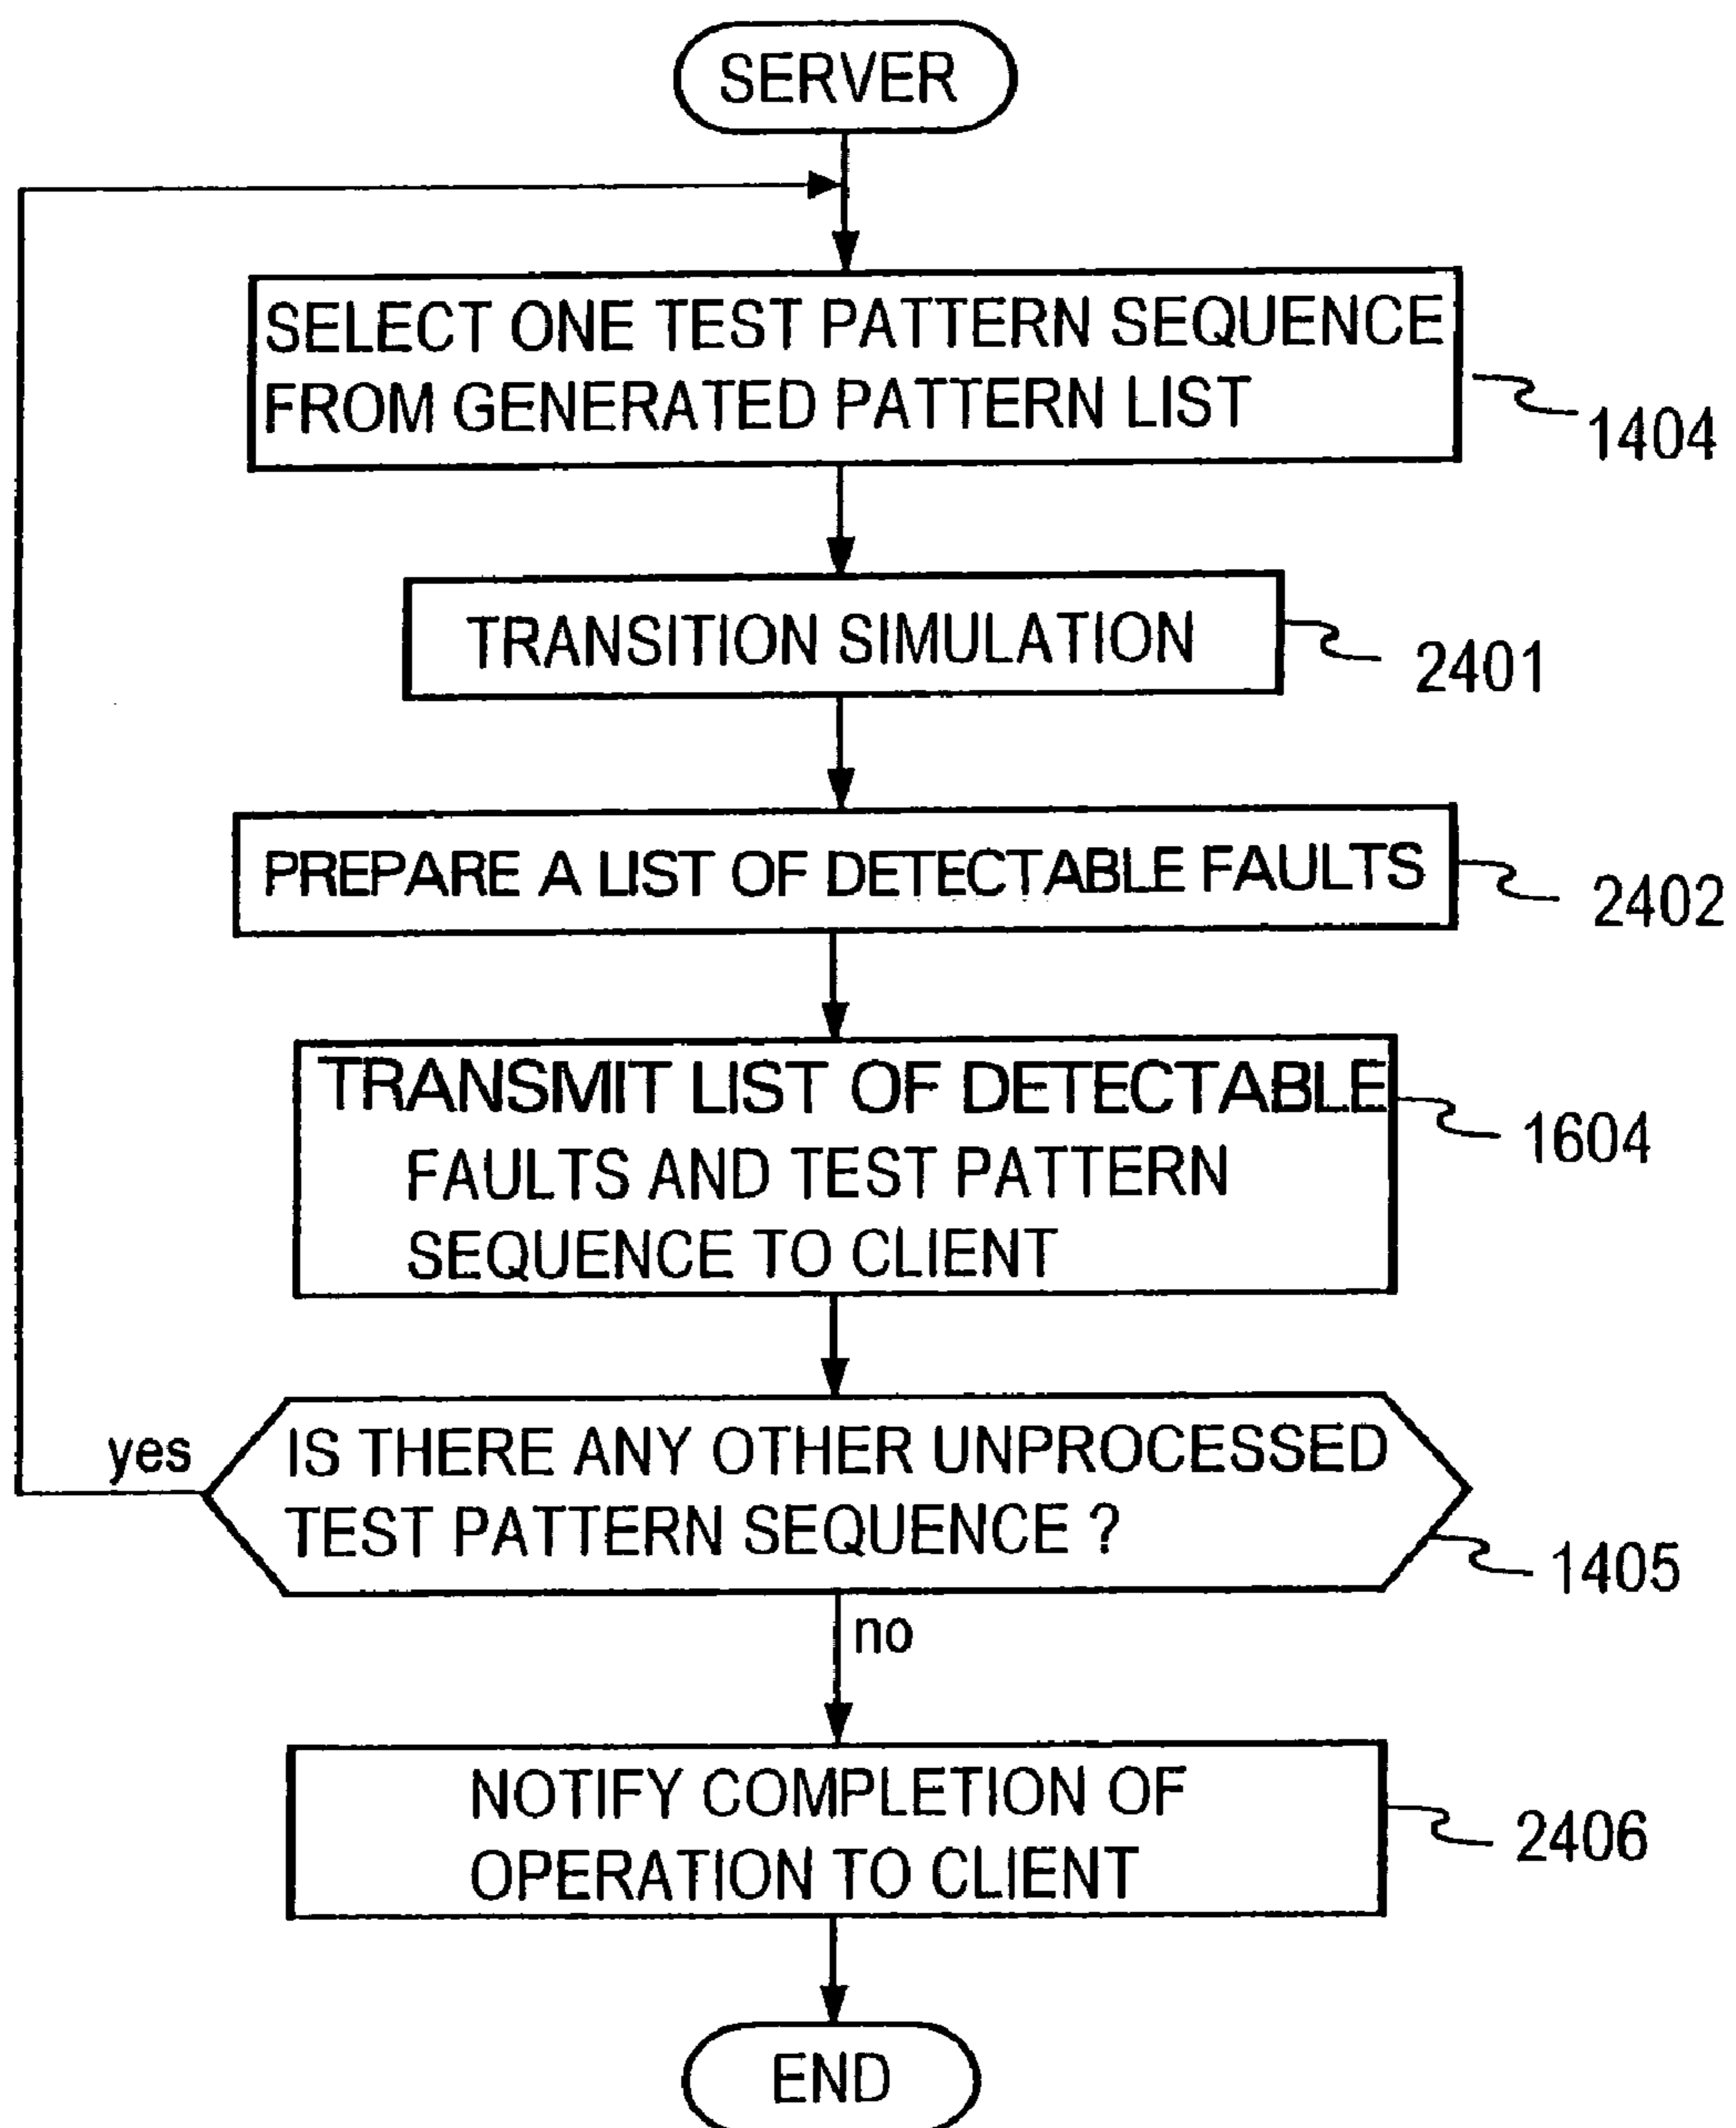 SERVER
SELECT ONE TEST PATTERN SEQUENCE
FROM GENERATED PATTERN LIST
1404
TRANSITION SIMULATION
2401
PREPARE A LIST OF DETECTABLE FAULTS
2402
TRANSMIT LIST OF DETECTABLE
FAULTS AND TEST PATTERN
SEQUENCE TO CLIENT
1604
yes
IS THERE ANY OTHER UNPROCESSED
TEST PATTERN SEQUENCE ?
1405
no
NOTIFY COMPLETION OF
OPERATION TO CLIENT
2406
END